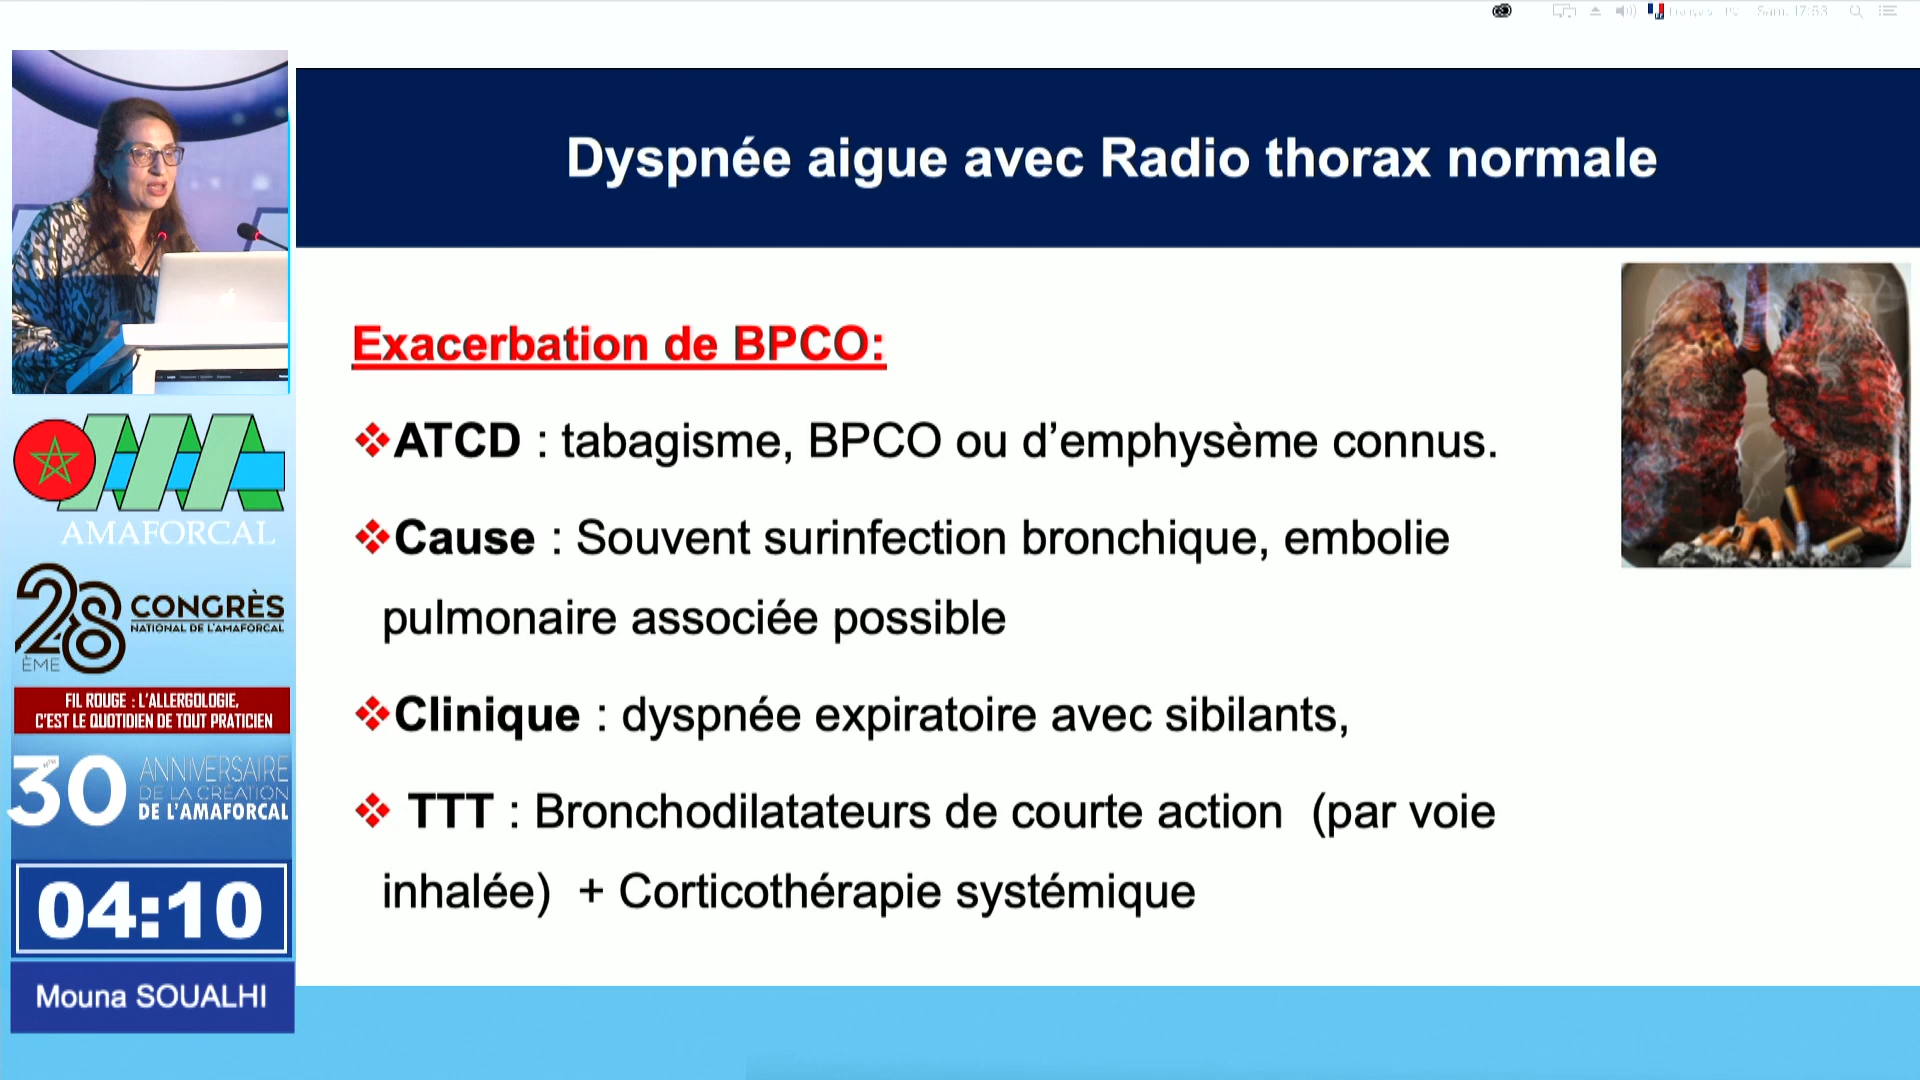 Dyspnée aigue avec Radio thorax normale
Exacerbation de BPCO:
❖ATCD : tabagisme, BPCO ou d’emphysème connus.
❖Cause : Souvent surinfection bronchique, embolie
pulmonaire associée possible
❖Clinique : dyspnée expiratoire avec sibilants,
❖ TTT : Bronchodilatateurs de courte action (par voie
inhalée) + Corticothérapie systémique
AMAFORCAL
28
ÈME
CONGRÈS
NATIONAL DE L'AMAFORCAL
FIL ROUGE : L'ALLERGOLOGIE,
C'EST LE QUOTIDIEN DE TOUT PRATICIEN
30
ANNIVERSAIRE
DE LA CRÉATION
DE L'AMAFORCAL
04:10
Mouna SOUALHI